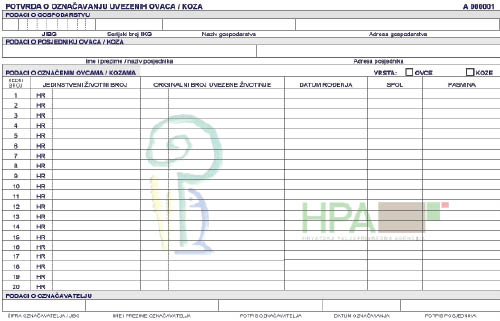 POTVRDA O OZNAČAVANJU UVEZENIH OVACA / KOZA A 000001
PODACI O GOSPODARSTVU
JIBG Serijski broj IKG Naziv gospodarstva Adresa gospodarstva
PODACI O POSJEDNIKU OVACA / KOZA
Ime i prezime / naziv posjednika Adresa posjednika
PODACI O OZNAČENIM OVCAMA / KOZAMA VRSTA: OVCE KOZE
REDNI BROJ JEDINSTVENI ŽIVOTNI BROJ ORIGINALNI BROJ UVEZENE ŽIVOTINJE DATUM ROĐENJA SPOL PASMINA
1 HR
2 HR
3 HR
4 HR
5 HR
6 HR
7 HR
8 HR
9 HR
10 HR
11 HR
12 HR
13 HR
14 HR
15 HR
16 HR
17 HR
18 HR
19 HR
20 HR
HPA
HRVATSKA POLJOPRIVREDNA AGENCIJA
PODACI O OZNAČAVATELJU
ŠIFRA OZNAČAVATELJA / JIBG IME I PREZIME OZNAČAVATELJA POTPIS OZNAČAVATELJA DATUM OZNAČAVANJA POTPIS POSJEDNIKA